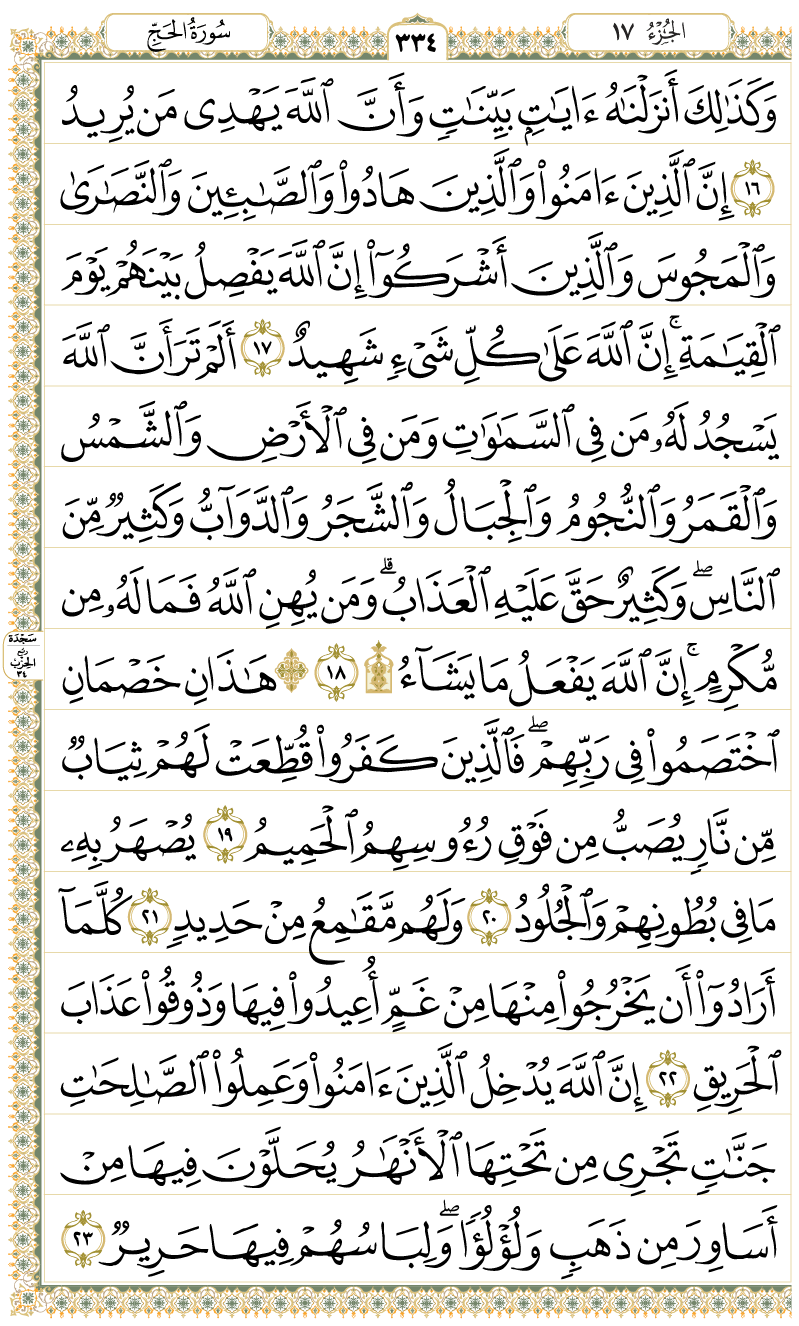 الجُزْءُ ١٧
٣٣٤
سُورَةُ الحَجِّ
وَكَذَٰلِكَ أَنزَلْنَٰهُ ءَايَٰتِۭ بَيِّنَٰتٍ وَأَنَّ ٱللَّهَ يَهْدِى مَن يُرِيدُ
١٦ إِنَّ ٱلَّذِينَ ءَامَنُوا۟ وَٱلَّذِينَ هَادُوا۟ وَٱلصَّٰبِـِٔينَ وَٱلنَّصَٰرَىٰ
وَٱلْمَجُوسَ وَٱلَّذِينَ أَشْرَكُوٓا۟ إِنَّ ٱللَّهَ يَفْصِلُ بَيْنَهُمْ يَوْمَ
ٱلْقِيَٰمَةِ ۚ إِنَّ ٱللَّهَ عَلَىٰ كُلِّ شَىْءٍ شَهِيدٌ ١٧ أَلَمْ تَرَ أَنَّ ٱللَّهَ
يَسْجُدُ لَهُۥ مَن فِى ٱلسَّمَٰوَٰتِ وَمَن فِى ٱلْأَرْضِ وَٱلشَّمْسُ
وَٱلْقَمَرُ وَٱلنُّجُومُ وَٱلْجِبَالُ وَٱلشَّجَرُ وَٱلدَّوَآبُّ وَكَثِيرٌ مِّنَ
ٱلنَّاسِ ۖ وَكَثِيرٌ حَقَّ عَلَيْهِ ٱلْعَذَابُ ۗ وَمَن يُهِنِ ٱللَّهُ فَمَا لَهُۥ مِن
مُّكْرِمٍ ۚ إِنَّ ٱللَّهَ يَفْعَلُ مَا يَشَآءُ ۩ ١٨ ۞ هَٰذَانِ خَصْمَانِ
ٱخْتَصَمُوا۟ فِى رَبِّهِمْ ۖ فَٱلَّذِينَ كَفَرُوا۟ قُطِّعَتْ لَهُمْ ثِيَابٌ
مِّن نَّارٍ يُصَبُّ مِن فَوْقِ رُءُوسِهِمُ ٱلْحَمِيمُ ١٩ يُصْهَرُ بِهِۦ
مَا فِى بُطُونِهِمْ وَٱلْجُلُودُ ٢٠ وَلَهُم مَّقَٰمِعُ مِنْ حَدِيدٍ ٢١ كُلَّمَآ
أَرَادُوٓا۟ أَن يَخْرُجُوا۟ مِنْهَا مِنْ غَمٍّ أُعِيدُوا۟ فِيهَا وَذُوقُوا۟ عَذَابَ
ٱلْحَرِيقِ ٢٢ إِنَّ ٱللَّهَ يُدْخِلُ ٱلَّذِينَ ءَامَنُوا۟ وَعَمِلُوا۟ ٱلصَّٰلِحَٰتِ
جَنَّٰتٍ تَجْرِى مِن تَحْتِهَا ٱلْأَنْهَٰرُ يُحَلَّوْنَ فِيهَا مِنْ
أَسَاوِرَ مِن ذَهَبٍ وَلُؤْلُؤًا ۖ وَلِبَاسُهُمْ فِيهَا حَرِيرٌ ٢٣
سَجْدَة
رُبع
الحِزْب
٣٤